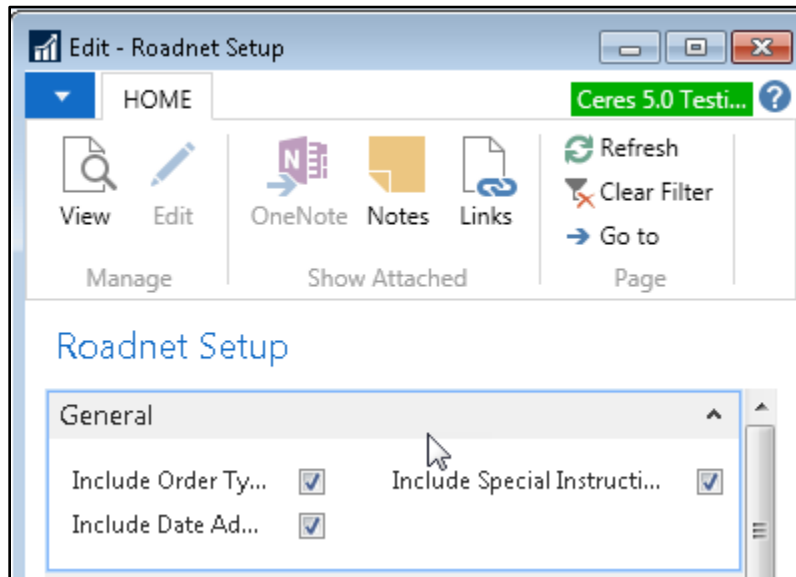 Edit - Roadnet Setup
HOME
Ceres 5.0 Testi...
View
Edit
OneNote
Notes
Links
Refresh
Clear Filter
Go to
Manage
Show Attached
Page
Roadnet Setup
General
Include Order Ty...
Include Special Instructi...
Include Date Ad...